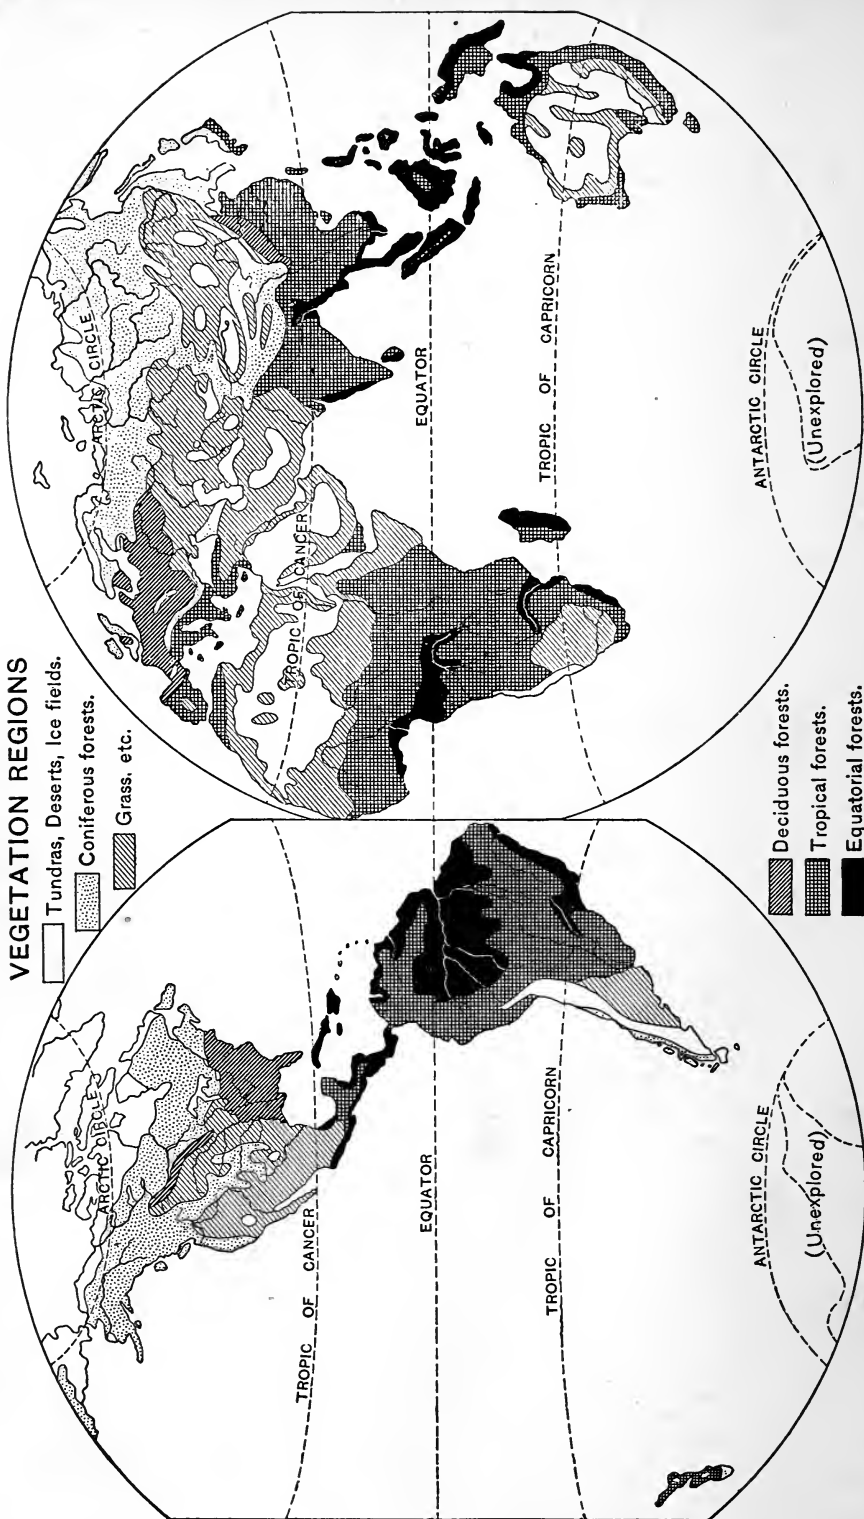 VEGETATION REGIONS
Tundras, Deserts, Ice fields.
Coniferous forests.
Grass. etc.
ARCTIC CIRCLE
TROPIC OF CANCER
EQUATOR
TROPIC OF CAPRICORN
ANTARCTIC CIRCLE
(Unexplored)
ARCTIC CIRCLE
TROPIC OF CANCER
EQUATOR
TROPIC OF CAPRICORN
ANTARCTIC CIRCLE
(Unexplored)
Deciduous forests.
Tropical forests.
Equatorial forests.